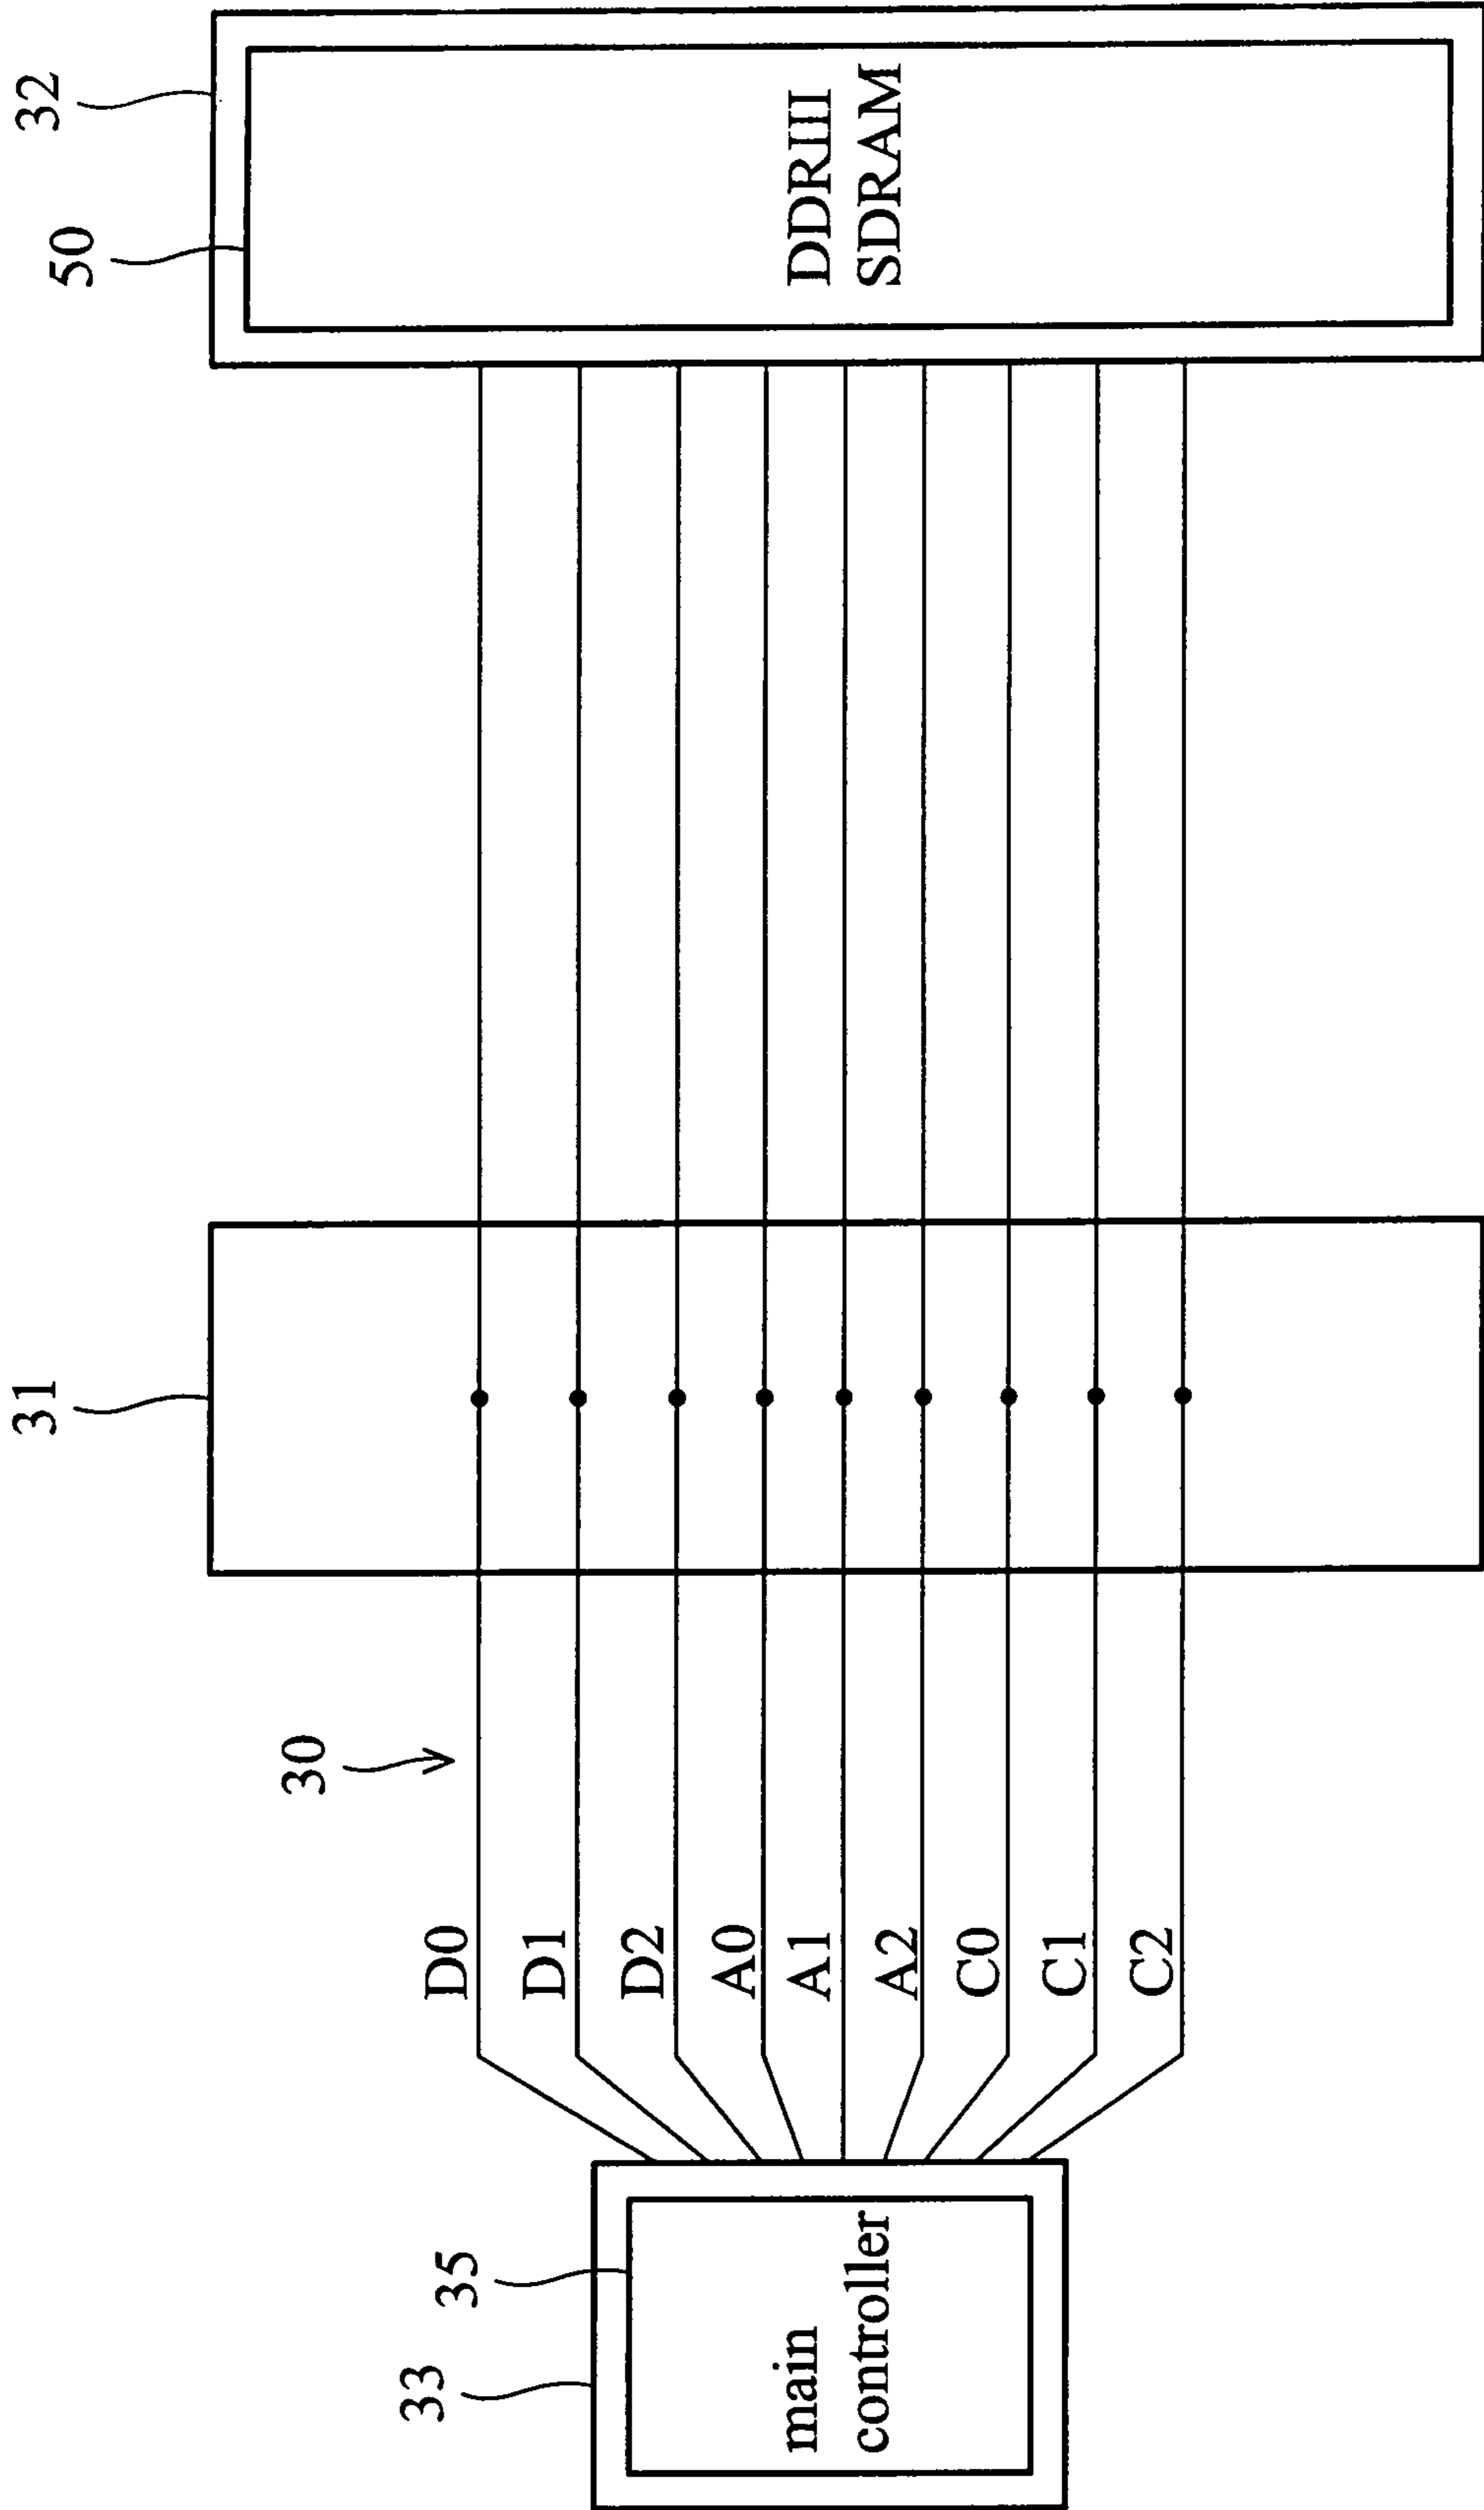 33
35
main
controller
D0
D1
D2
A0
A1
A2
C0
C1
C2
30
31
50
32
DDRIII
SDRAM